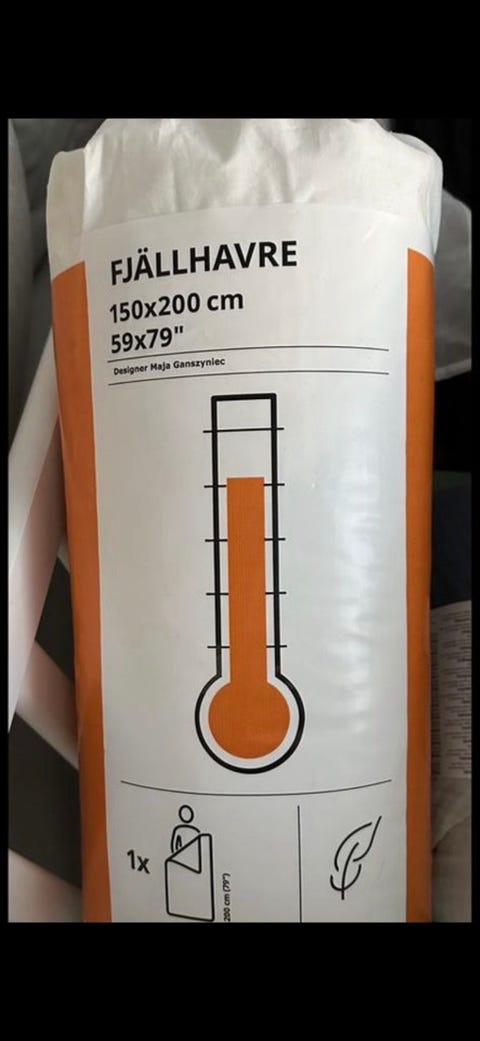 FJÄLLHAVRE
150x200 cm
59x79"
Designer Maja Ganszyniec
1x
200 cm (79")